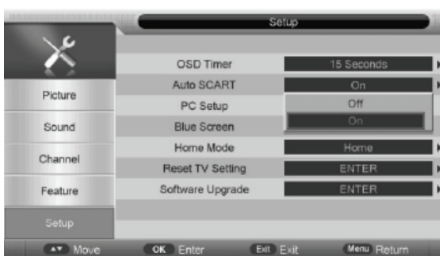 Setup
OSD Timer 15 Seconds
Auto SCART On
PC Setup Off
Blue Screen On
Home Mode Home
Reset TV Setting ENTER
Software Upgrade ENTER
Picture
Sound
Channel
Feature
Setup
Move OK Enter Exit Exit Menu Return